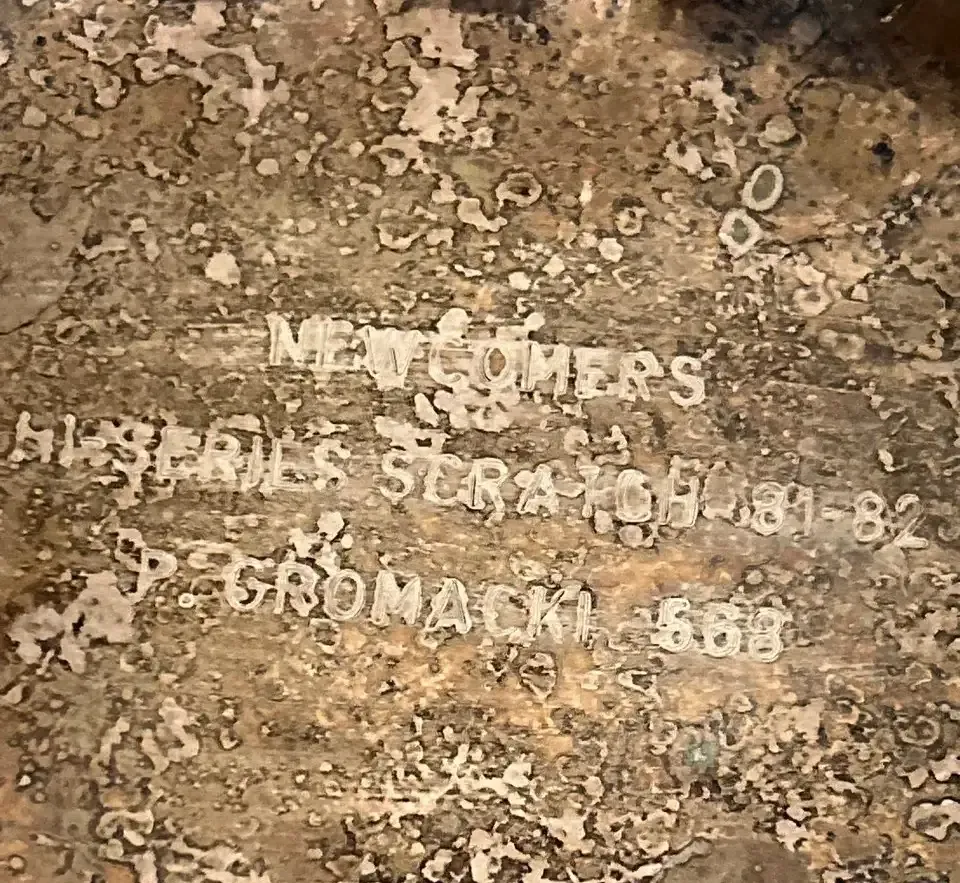 NEWCOMERS
HI-SERIES SCRATCH 81-82
P. GROMACKI 568